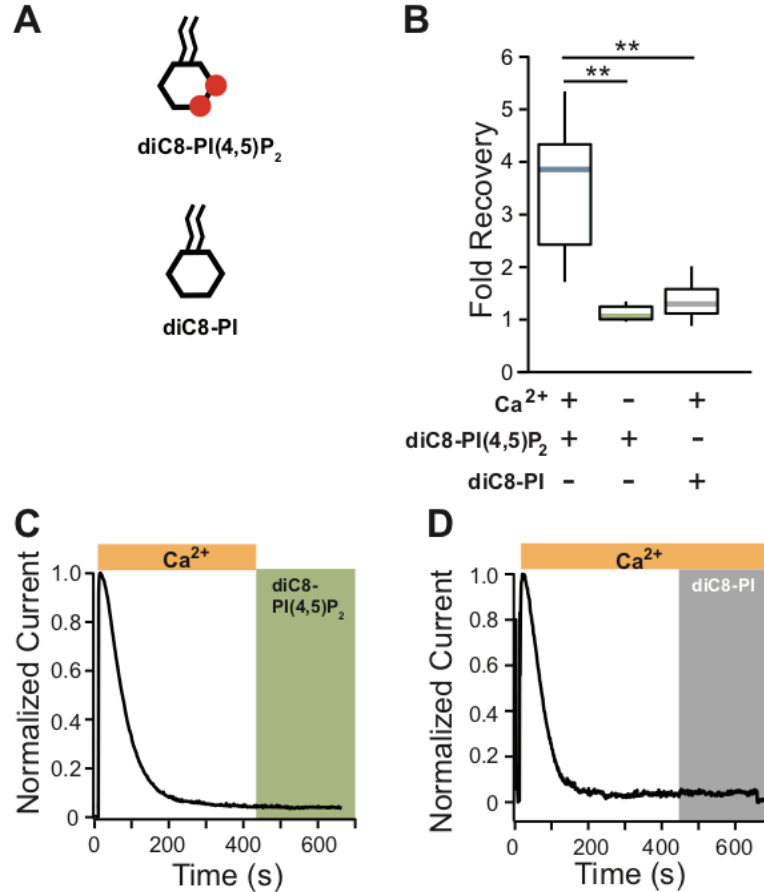 A
diC8-PI(4,5)P₂
diC8-PI
B
Fold Recovery
6
5
4
3
2
1
0
**
**
Ca²⁺ + - +
diC8-PI(4,5)P₂ + + -
diC8-PI - - +
C
Ca²⁺
diC8-
PI(4,5)P₂
Normalized Current
1.0
0.8
0.6
0.4
0.2
0
0 200 400 600
Time (s)
D
Ca²⁺
diC8-PI
Normalized Current
1.0
0.8
0.6
0.4
0.2
0
0 200 400 600
Time (s)